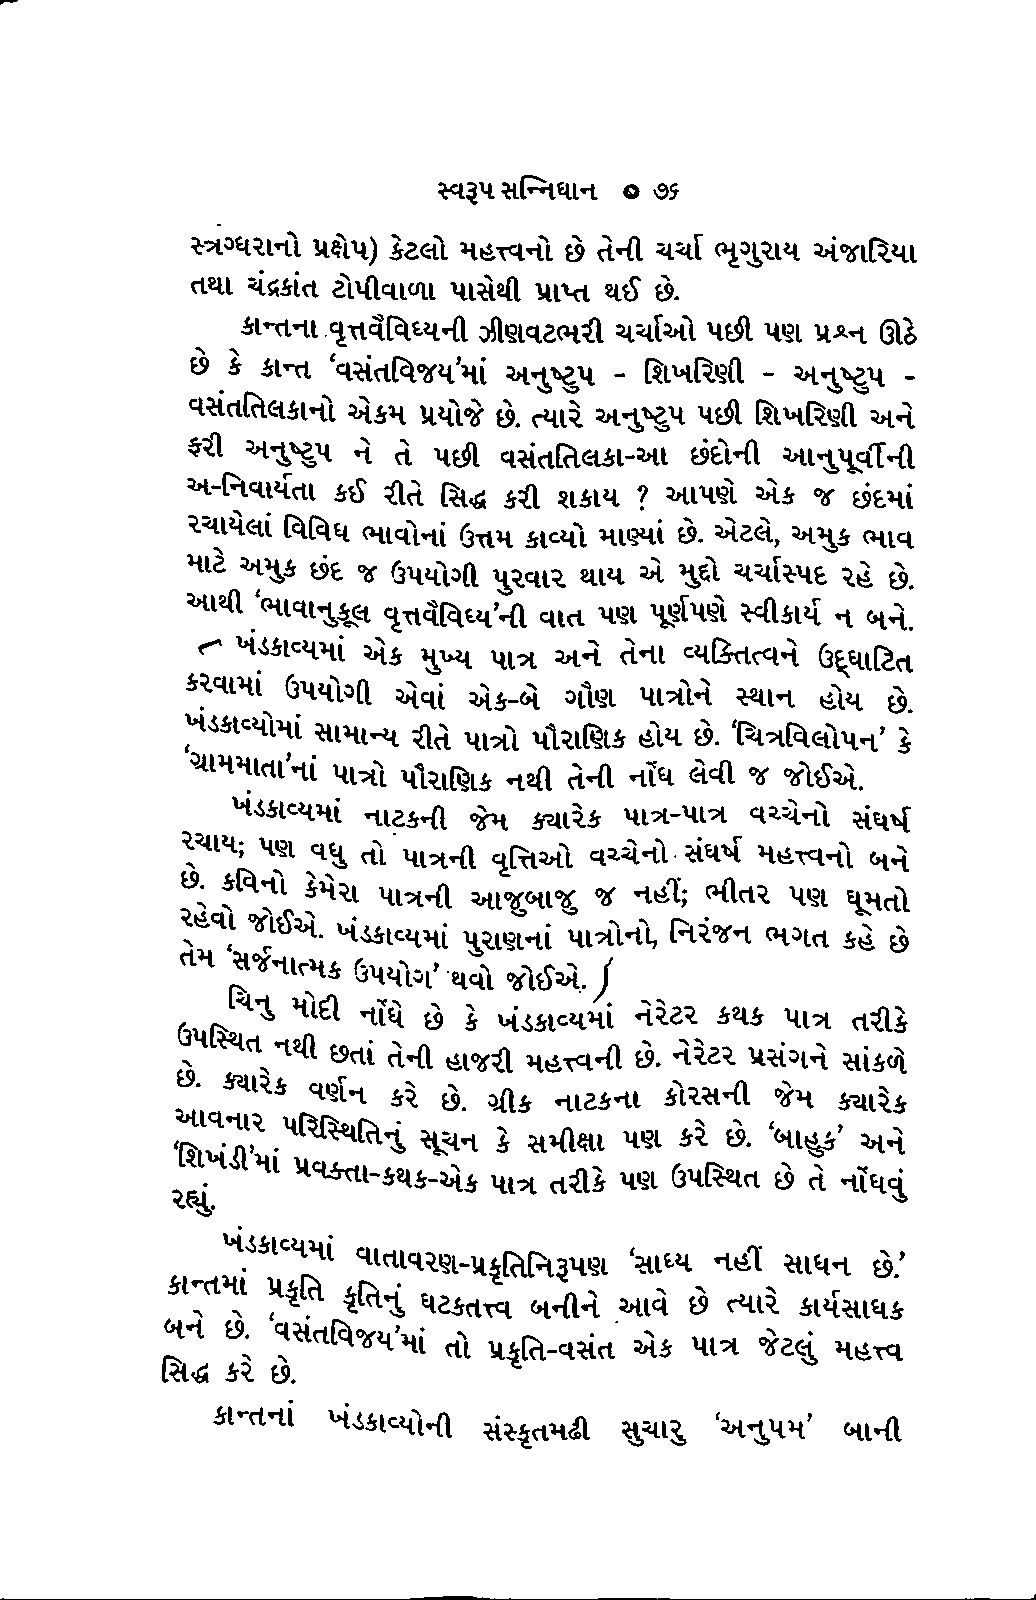 સ્વરૂપ સન્નિધાન ૦ ૭૬
સ્ત્રગ્ધરાનો પ્રક્ષેપ) કેટલો મહત્ત્વનો છે તેની ચર્ચા ભૃગુરાય અંજારિયા
તથા ચંદ્રકાંત ટોપીવાળા પાસેથી પ્રાપ્ત થઈ છે.
કાન્તના વૃત્તવૈવિધ્યની ઝીણવટભરી ચર્ચાઓ પછી પણ પ્રશ્ન ઊઠે
છે કે કાન્ત ‘વસંતવિજય’માં અનુષ્ટુપ - શિખરિણી - અનુષ્ટુપ -
વસંતતિલકાનો એકમ પ્રયોજે છે. ત્યારે અનુષ્ટુપ પછી શિખરિણી અને
ફરી અનુષ્ટુપ ને તે પછી વસંતતિલકા-આ છંદોની આનુપૂર્વીની
અ-નિવાર્યતા કઈ રીતે સિદ્ધ કરી શકાય ? આપણે એક જ છંદમાં
રચાયેલાં વિવિધ ભાવોનાં ઉત્તમ કાવ્યો માણ્યાં છે. એટલે, અમુક ભાવ
માટે અમુક છંદ જ ઉપયોગી પુરવાર થાય એ મુદ્દો ચર્ચાસ્પદ રહે છે.
આથી ‘ભાવાનુકૂલ વૃત્તવૈવિધ્ય’ની વાત પણ પૂર્ણપણે સ્વીકાર્ય ન બને.
ખંડકાવ્યમાં એક મુખ્ય પાત્ર અને તેના વ્યક્તિત્વને ઉદ્ઘાટિત
કરવામાં ઉપયોગી એવાં એક-બે ગૌણ પાત્રોને સ્થાન હોય છે.
ખંડકાવ્યોમાં સામાન્ય રીતે પાત્રો પૌરાણિક હોય છે. ‘ચિત્રવિલોપન’ કે
‘ગ્રામમાતા’નાં પાત્રો પૌરાણિક નથી તેની નોંધ લેવી જ જોઈએ.
ખંડકાવ્યમાં નાટકની જેમ ક્યારેક પાત્ર-પાત્ર વચ્ચેનો સંઘર્ષ
રચાય; પણ વધુ તો પાત્રની વૃત્તિઓ વચ્ચેનો સંઘર્ષ મહત્ત્વનો બને
છે. કવિનો કેમેરા પાત્રની આજુબાજુ જ નહીં; ભીતર પણ ઘૂમતો
રહેવો જોઈએ. ખંડકાવ્યમાં પુરાણનાં પાત્રોનો, નિરંજન ભગત કહે છે
તેમ ‘સર્જનાત્મક ઉપયોગ’ થવો જોઈએ.
ચિનુ મોદી નોંધે છે કે ખંડકાવ્યમાં નેરેટર કથક પાત્ર તરીકે
ઉપસ્થિત નથી છતાં તેની હાજરી મહત્ત્વની છે. નેરેટર પ્રસંગને સાંકળે
છે. ક્યારેક વર્ણન કરે છે. ગ્રીક નાટકના કોરસની જેમ ક્યારેક
આવનાર પરિસ્થિતિનું સૂચન કે સમીક્ષા પણ કરે છે. ‘બાહુક’ અને
‘શિખંડી’માં પ્રવક્તા-કથક-એક પાત્ર તરીકે પણ ઉપસ્થિત છે તે નોંધવું
રહ્યું.
ખંડકાવ્યમાં વાતાવરણ-પ્રકૃતિનિરૂપણ ‘સાધ્ય નહીં સાધન છે.’
કાન્તમાં પ્રકૃતિ કૃતિનું ઘટકતત્ત્વ બનીને આવે છે ત્યારે કાર્યસાધક
બને છે. ‘વસંતવિજય’માં તો પ્રકૃતિ-વસંત એક પાત્ર જેટલું મહત્ત્વ
સિદ્ધ કરે છે.
કાન્તનાં ખંડકાવ્યોની સંસ્કૃતમઢી સુચારુ ‘અનુપમ’ બાની